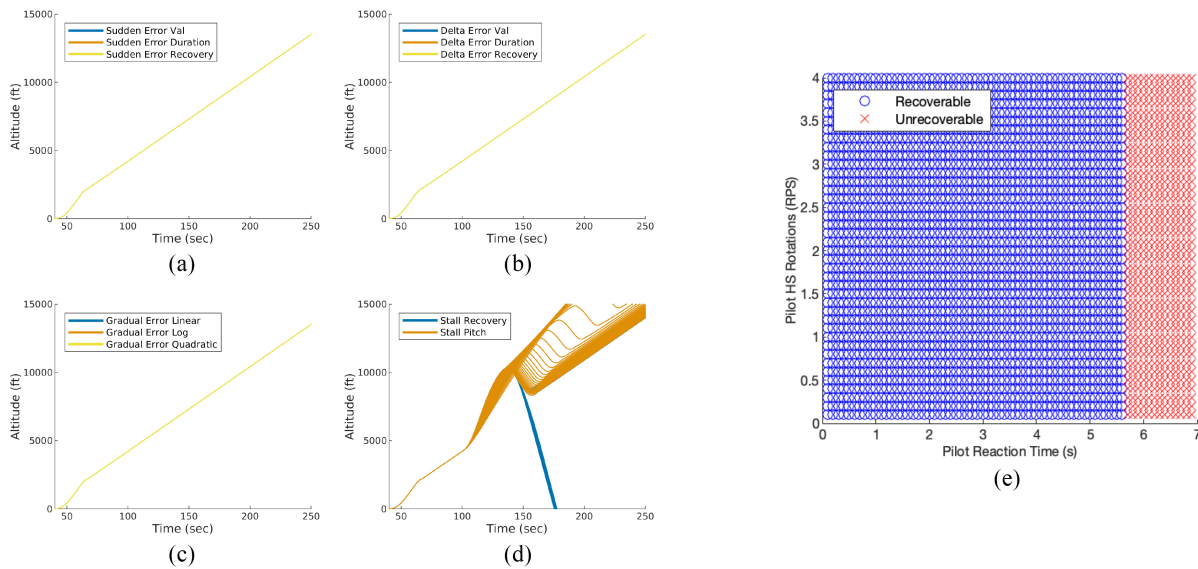 15000
10000
5000
0
Altitude (ft)
Sudden Error Val
Sudden Error Duration
Sudden Error Recovery
50 100 150 200 250
Time (sec)
(a)
15000
10000
5000
0
Altitude (ft)
Delta Error Val
Delta Error Duration
Delta Error Recovery
50 100 150 200 250
Time (sec)
(b)
15000
10000
5000
0
Altitude (ft)
Gradual Error Linear
Gradual Error Log
Gradual Error Quadratic
50 100 150 200 250
Time (sec)
(c)
15000
10000
5000
0
Altitude (ft)
Stall Recovery
Stall Pitch
50 100 150 200 250
Time (sec)
(d)
4
3.5
3
2.5
2
1.5
1
0.5
0
Pilot HS Rotations (RPS)
Recoverable
Unrecoverable
0 1 2 3 4 5 6 7
Pilot Reaction Time (s)
(e)